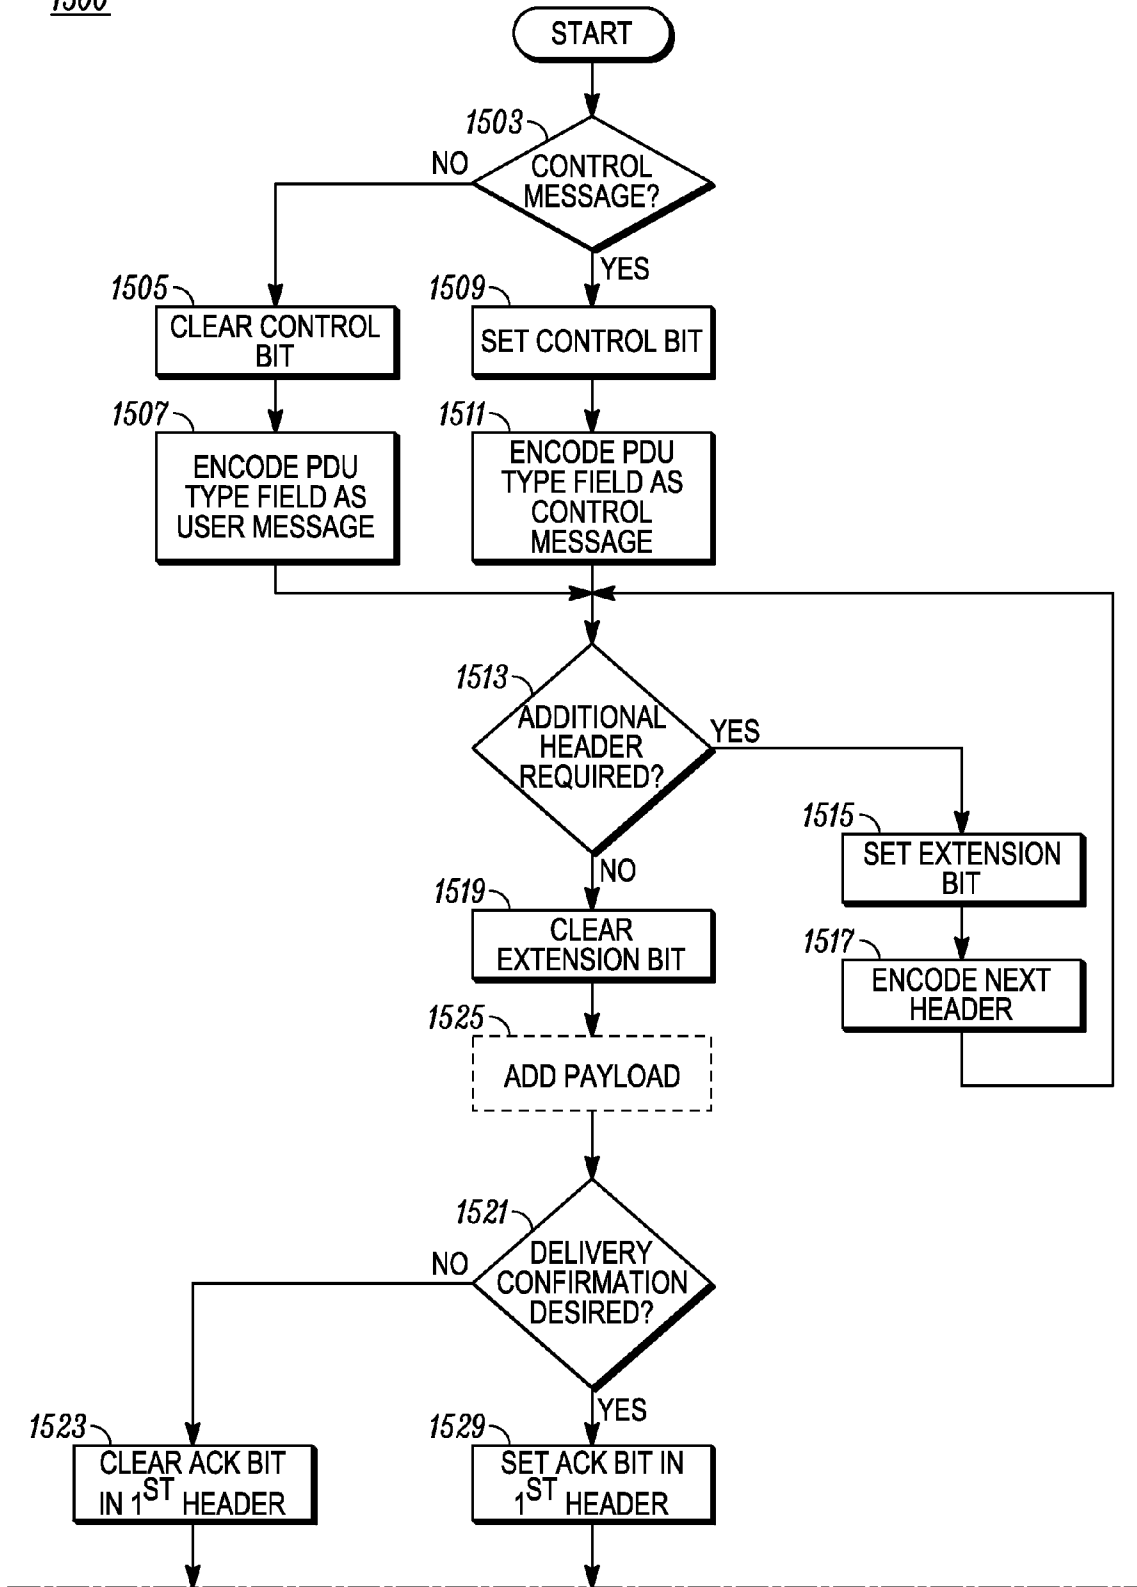 1500
START
1503
CONTROL
MESSAGE?
NO
YES
1505
CLEAR CONTROL
BIT
1509
SET CONTROL BIT
1507
ENCODE PDU
TYPE FIELD AS
USER MESSAGE
1511
ENCODE PDU
TYPE FIELD AS
CONTROL
MESSAGE
1513
ADDITIONAL
HEADER
REQUIRED?
YES
NO
1515
SET EXTENSION
BIT
1517
ENCODE NEXT
HEADER
1519
CLEAR
EXTENSION BIT
1525
ADD PAYLOAD
1521
DELIVERY
CONFIRMATION
DESIRED?
NO
YES
1523
CLEAR ACK BIT
IN 1ST HEADER
1529
SET ACK BIT IN
1ST HEADER